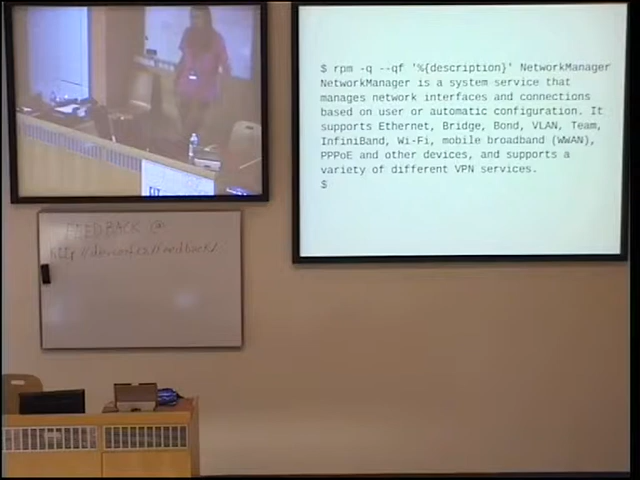 $ rpm -q --qf '%{description}' NetworkManager
NetworkManager is a system service that
manages network interfaces and connections
based on user or automatic configuration. It
supports Ethernet, Bridge, Bond, VLAN, Team,
InfiniBand, Wi-Fi, mobile broadband (WWAN),
PPPoE and other devices, and supports a
variety of different VPN services.
$
FEEDBACK @